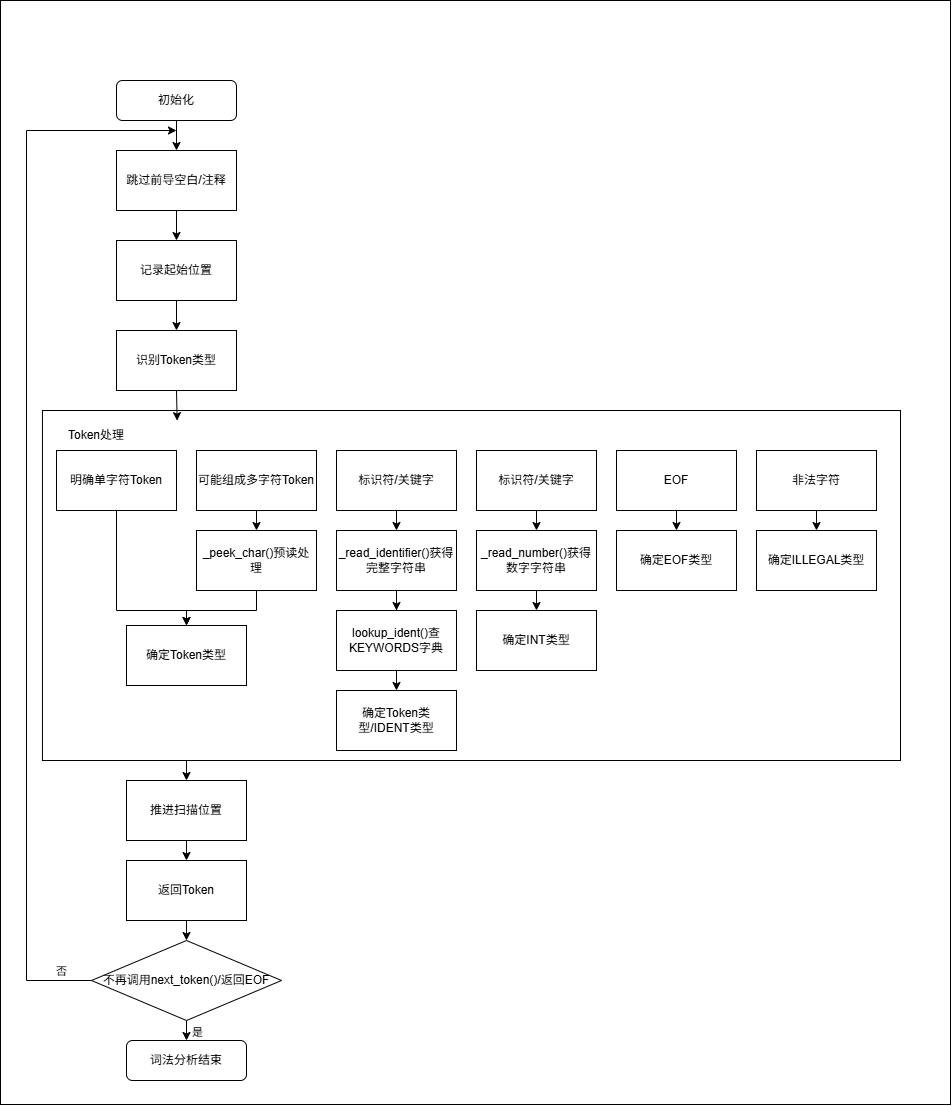 初始化
跳过前导空白/注释
记录起始位置
识别Token类型
Token处理
明确单字符Token
可能组成多字符Token
标识符/关键字
标识符/关键字
EOF
非法字符
_peek_char()预读处
理
_read_identifier()获得
完整字符串
_read_number()获得
数字字符串
确定EOF类型
确定ILLEGAL类型
确定Token类型
lookup_ident()查
KEYWORDS字典
确定INT类型
确定Token类
型/IDENT类型
推进扫描位置
返回Token
否
不再调用next_token()/返回EOF
是
词法分析结束